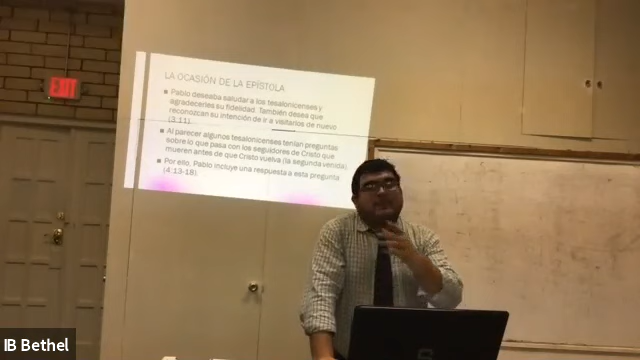 EXIT
LA OCASIÓN DE LA EPÍSTOLA
Pablo deseaba saludar a los tesalonicenses y
agradecerles su fidelidad. También desea que
reconozcan su intención de ir a visitarlos de nuevo
(3:11).
Al parecer algunos tesalonicenses tenían preguntas
sobre lo que pasa con los seguidores de Cristo que
mueren antes de que Cristo vuelva (la segunda venida).
Por ello, Pablo incluye una respuesta a esta pregunta
(4:13-18).
IB Bethel